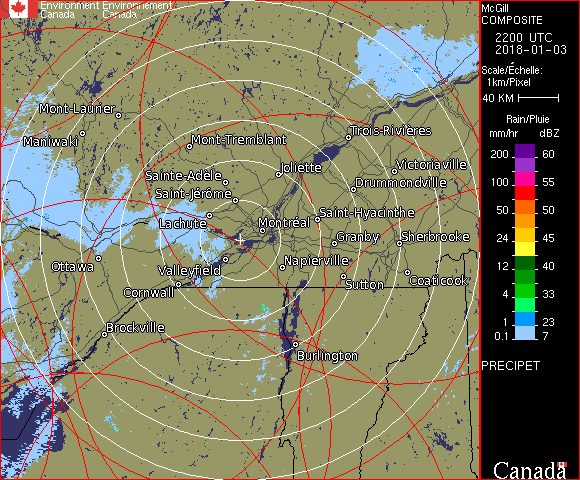 Environment Environnement
Canada Canada
McGill
COMPOSITE
2200 UTC
2018-01-03
Scale/Échelle:
1km/Pixel
40 KM
Rain/Pluie
mm/hr dBZ
200 60
150 55
100 55
50 50
24 45
12 40
4 33
1 23
0.1 7
PRECIPET
Canada
Mont-Laurier
Maniwaki
Mont-Tremblant
Trois-Rivières
Joliette
Victoriaville
Sainte-Adèle
Drummondville
Saint-Jérôme
Lachute
Saint-Hyacinthe
Montréal
Granby
Sherbrooke
Ottawa
Valleyfield
Napierville
Cornwall
Sutton
Coaticook
Brockville
Burlington